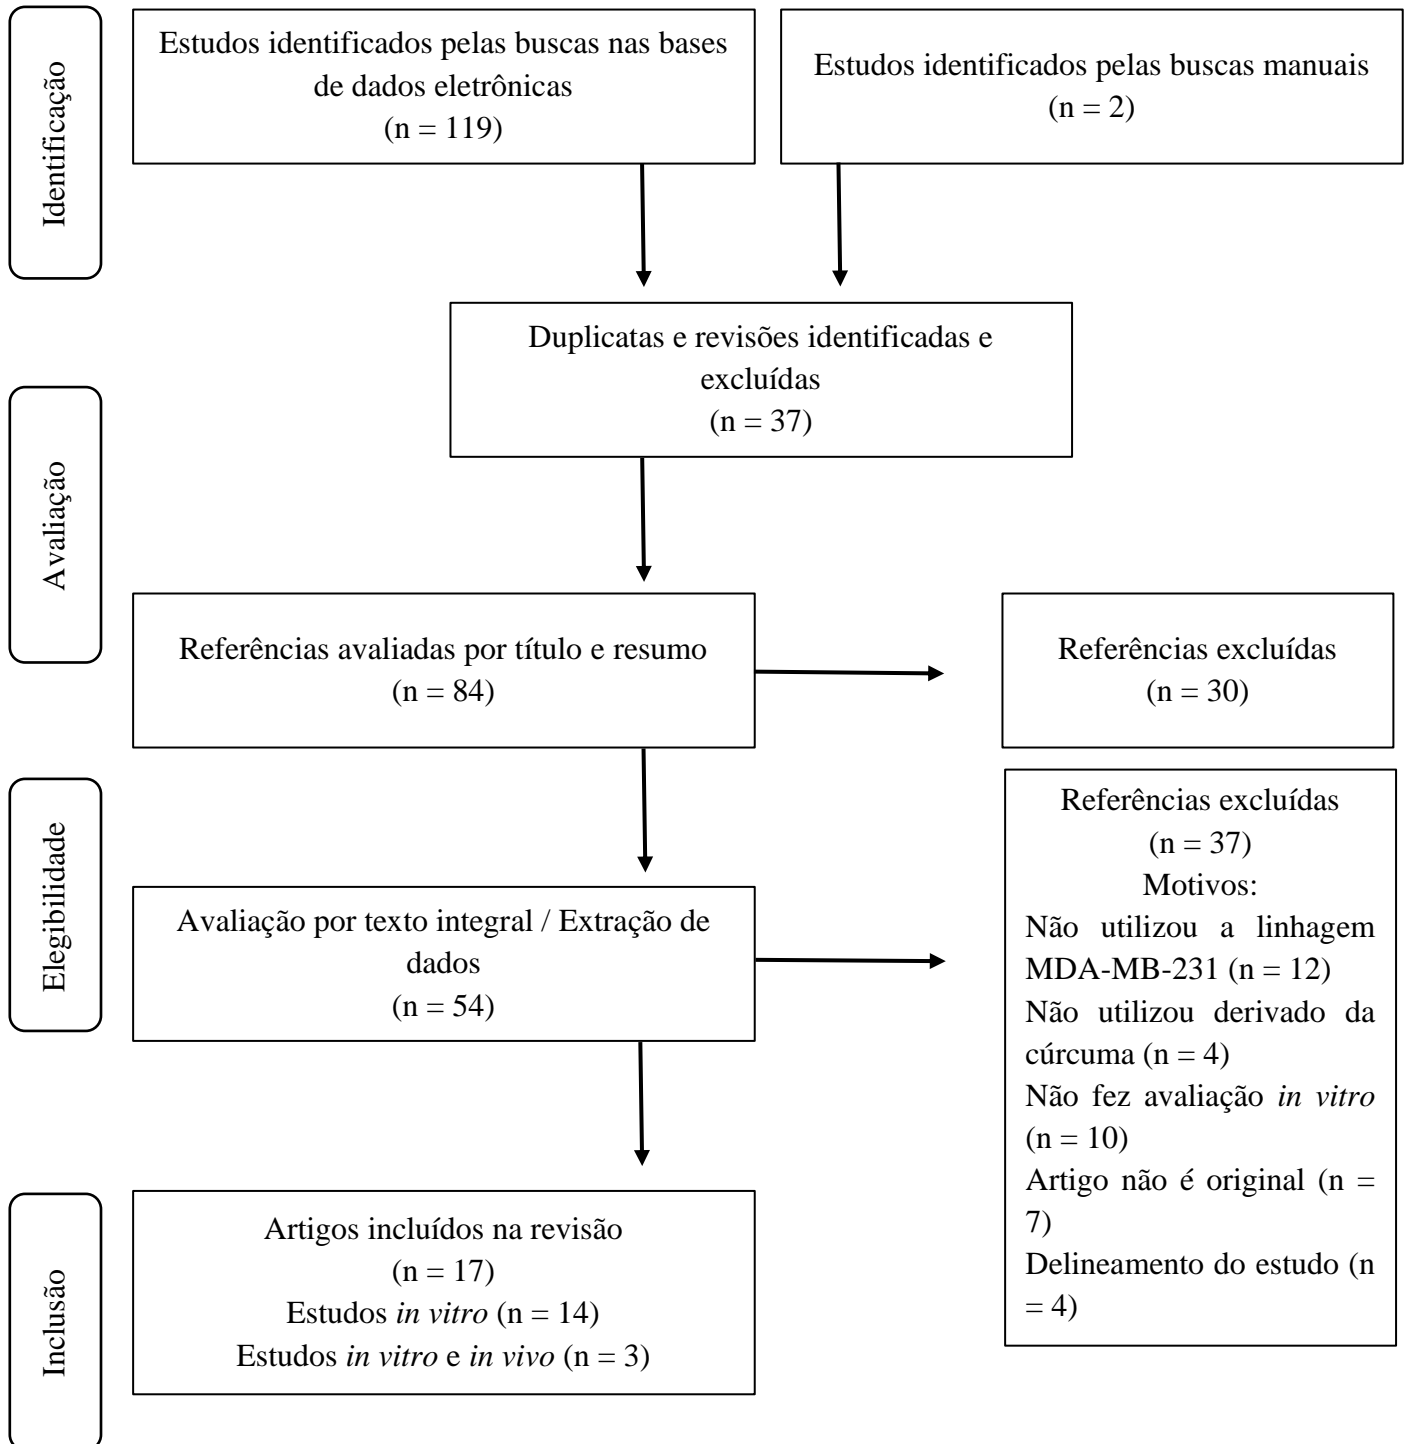 Identificação
Estudos identificados pelas buscas nas bases
de dados eletrônicas
(n = 119)
Estudos identificados pelas buscas manuais
(n = 2)
Duplicatas e revisões identificadas e
excluídas
(n = 37)
Avaliação
Referências avaliadas por título e resumo
(n = 84)
Referências excluídas
(n = 30)
Elegibilidade
Avaliação por texto integral / Extração de
dados
(n = 54)
Referências excluídas
(n = 37)
Motivos:
Não utilizou a linhagem
MDA-MB-231 (n = 12)
Não utilizou derivado da
cúrcuma (n = 4)
Não fez avaliação in vitro
(n = 10)
Artigo não é original (n =
7)
Delineamento do estudo (n
= 4)
Inclusão
Artigos incluídos na revisão
(n = 17)
Estudos in vitro (n = 14)
Estudos in vitro e in vivo (n = 3)